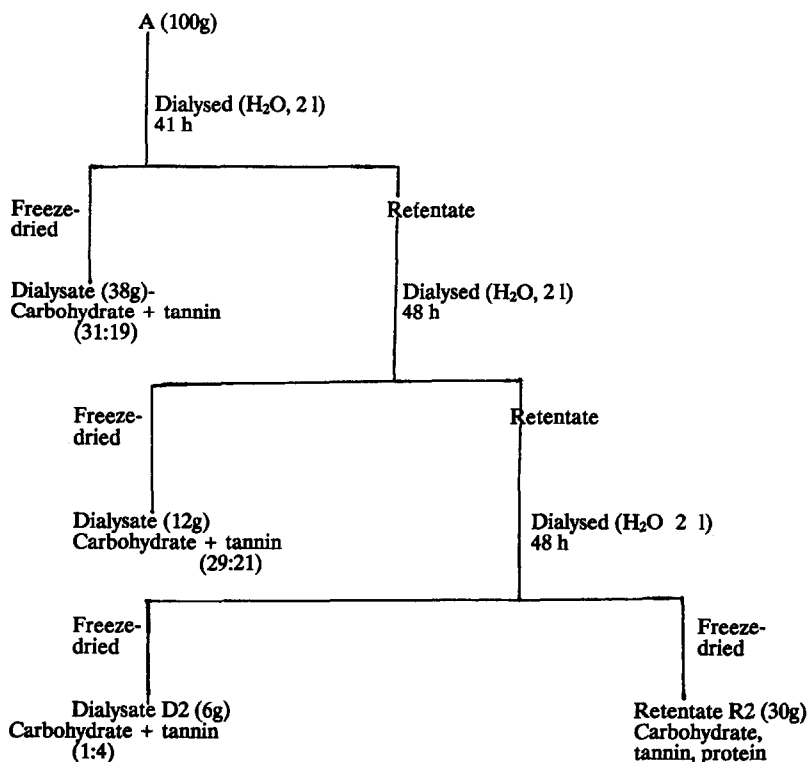 A (100g)
Dialysed (H₂O, 2 l)
41 h
Freeze-
dried
Refentate
Dialysate (38g)-
Carbohydrate + tannin
(31:19)
Dialysed (H₂O, 2 l)
48 h
Freeze-
dried
Retentate
Dialysate (12g)
Carbohydrate + tannin
(29:21)
Dialysed (H₂O 2 l)
48 h
Freeze-
dried
Freeze-
dried
Dialysate D2 (6g)
Carbohydrate + tannin
(1:4)
Retentate R2 (30g)
Carbohydrate,
tannin, protein